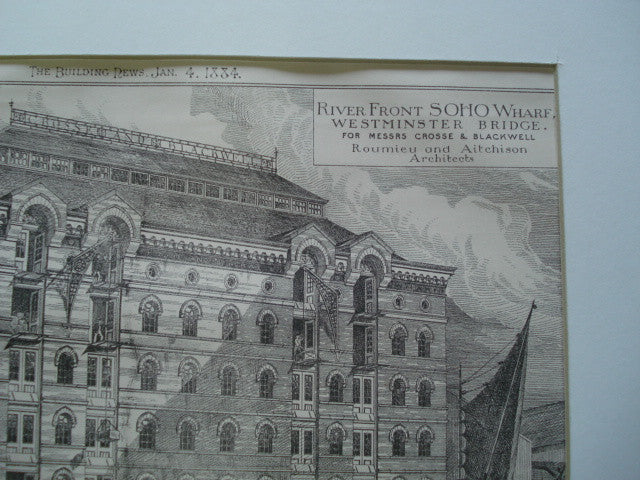 The Building News, Jan. 4, 1884.
River Front SOHO Wharf,
WESTMINSTER BRIDGE.
FOR MESSRS CROSSE & BLACKWELL
Roumieu and Aitchison
Architects